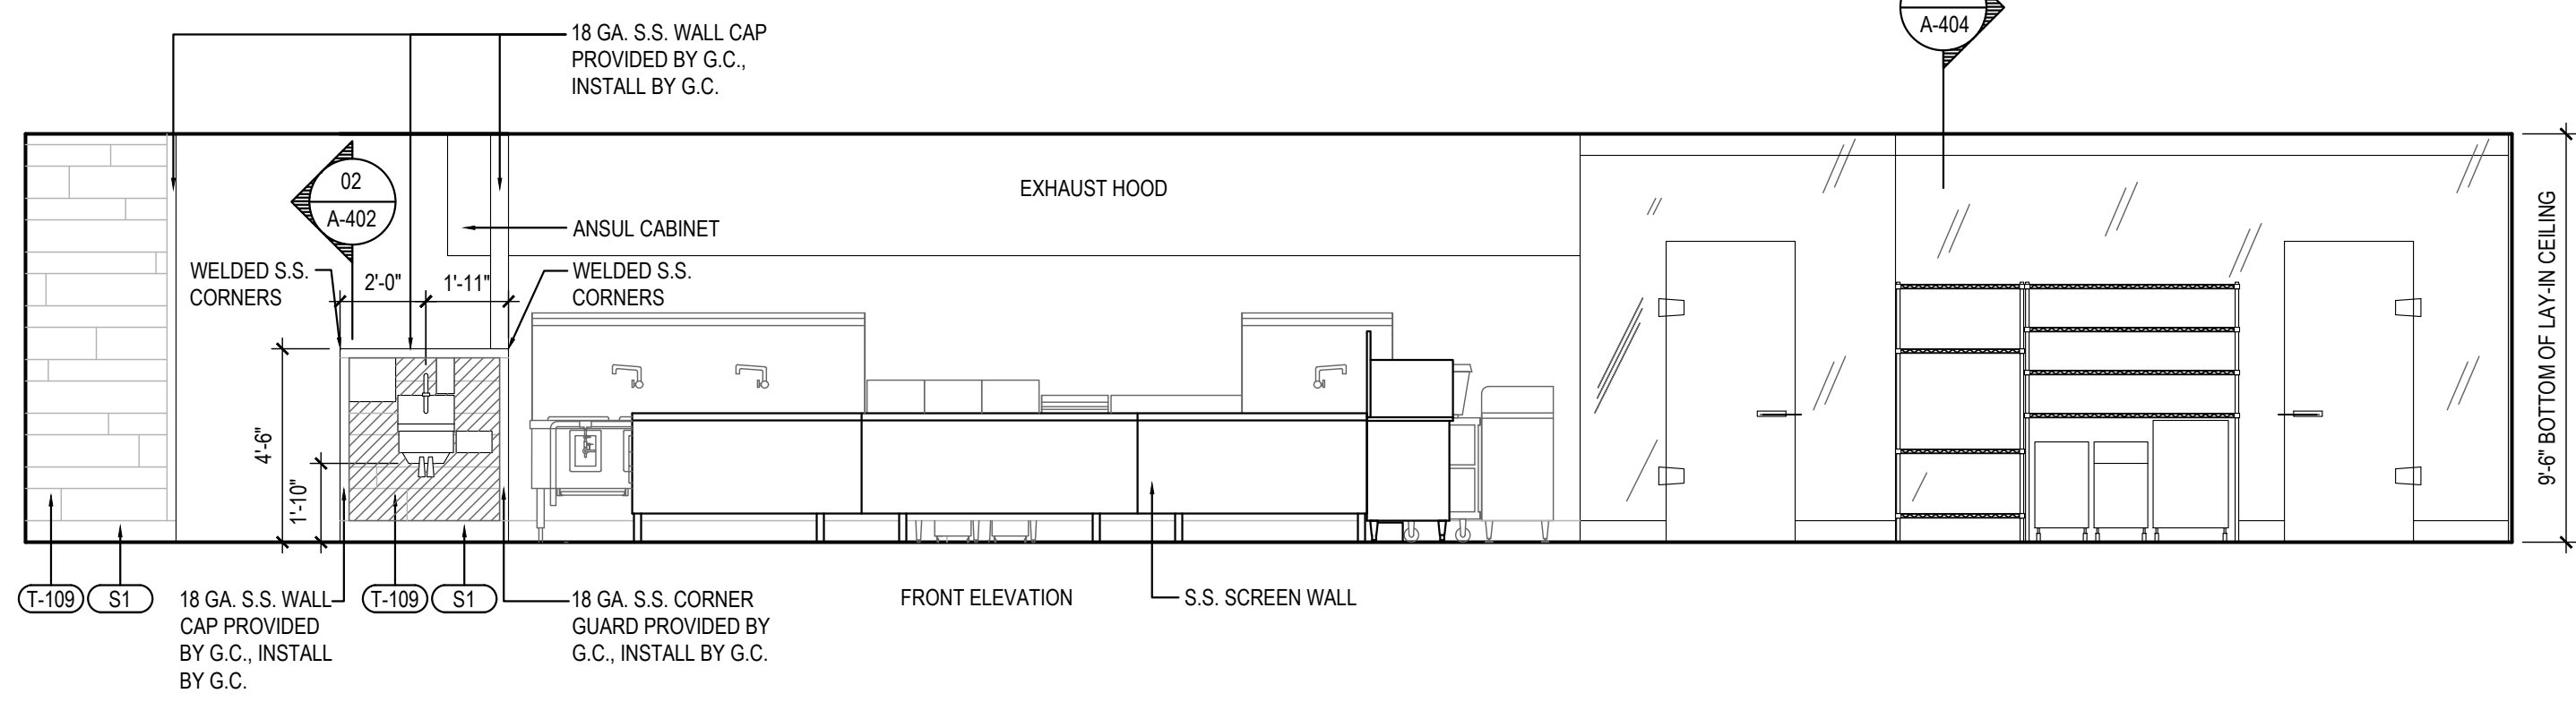 18 GA. S.S. WALL CAP
PROVIDED BY G.C.,
INSTALL BY G.C.
A-404
02
A-402
EXHAUST HOOD
ANSUL CABINET
WELDED S.S.
CORNERS
2'-0"
1'-11"
WELDED S.S.
CORNERS
4'-6"
1'-10"
9'-6" BOTTOM OF LAY-IN CEILING
T-109
S1
18 GA. S.S. WALL
CAP PROVIDED
BY G.C., INSTALL
BY G.C.
T-109
S1
18 GA. S.S. CORNER
GUARD PROVIDED BY
G.C., INSTALL BY G.C.
FRONT ELEVATION
S.S. SCREEN WALL